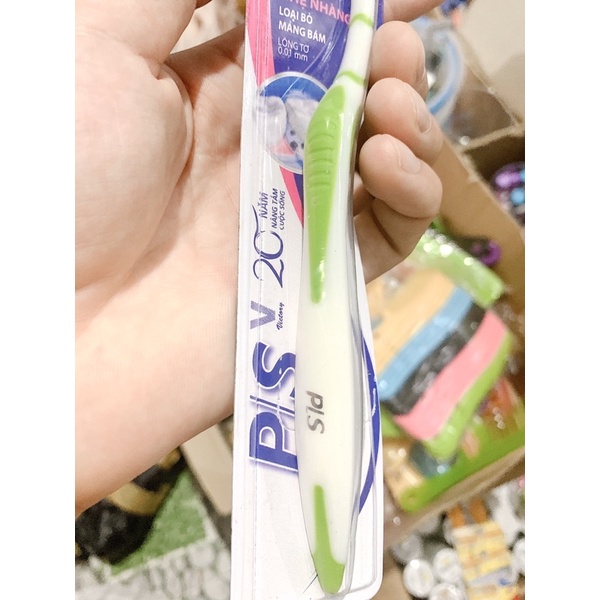 NHẸ NHÀNG
LOẠI BỎ
MẢNG BÁM
LÔNG TƠ
0.01 mm
20 NĂM
NÂNG TẦM
CUỘC SỐNG
V
Victory
P/S
P/S